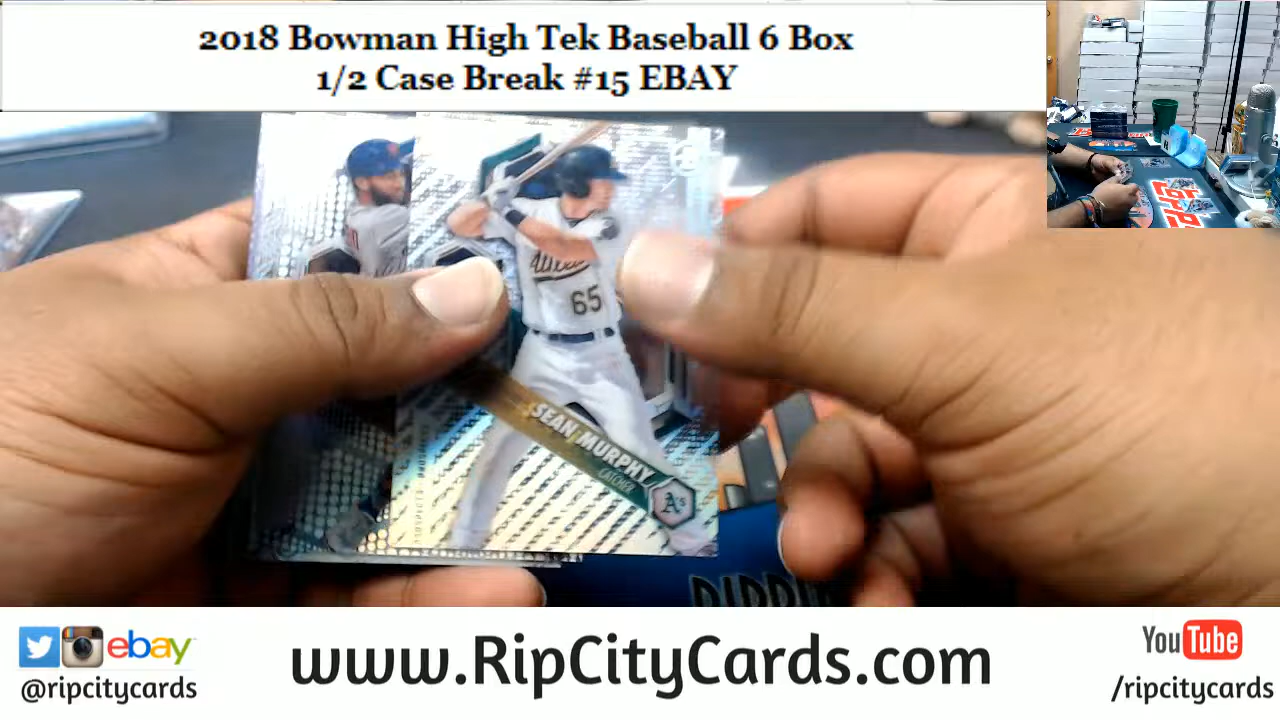 2018 Bowman High Tek Baseball 6 Box
1/2 Case Break #15 EBAY
65
SEAN MURPHY
CATCHER
A's
ebay
@ripcitycards
www.RipCityCards.com
YouTube
/ripcitycards